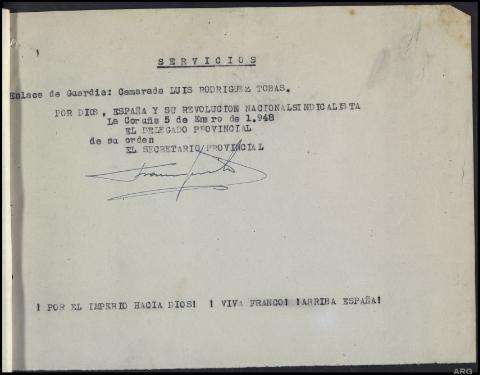 SERVICIOS
Enlace de Guardia: Camarada LUIS RODRIGUEZ TOBAS.
POR DIOS, ESPAÑA Y SU REVOLUCION NACIONALSINDICALISTA
La Coruña 5 de Enero de 1.948
EL DELEGADO PROVINCIAL
de su orden
EL SECRETARIO/PROVINCIAL
! POR EL IMPERIO HACIA DIOS! ! VIVA FRANCO! !ARRIBA ESPAÑA!
ARG